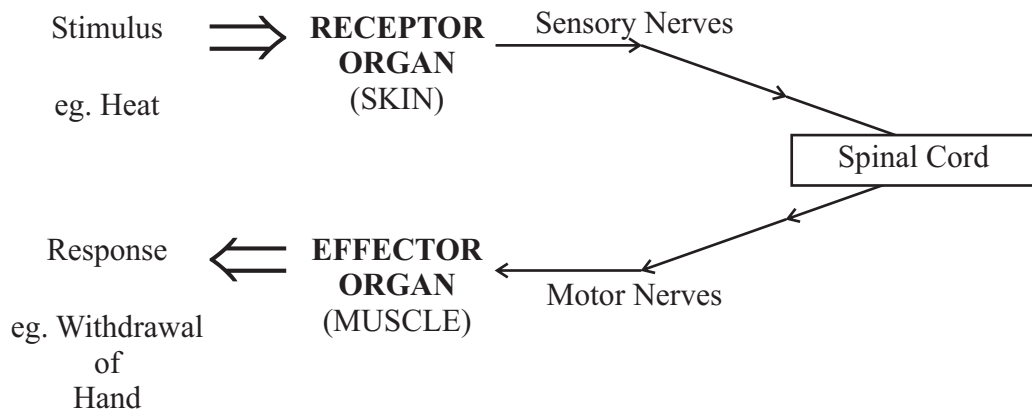 Stimulus
eg. Heat
RECEPTOR
ORGAN
(SKIN)
Sensory Nerves
Spinal Cord
Response
eg. Withdrawal
of
Hand
EFFECTOR
ORGAN
(MUSCLE)
Motor Nerves